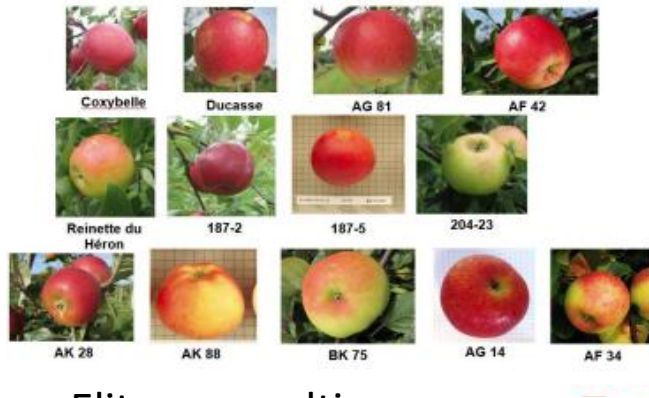 Coxybelle
Ducasse
AG 81
AF 42
Reinette du
Héron
187-2
187-5
204-23
AK 28
AK 88
BK 75
AG 14
AF 34